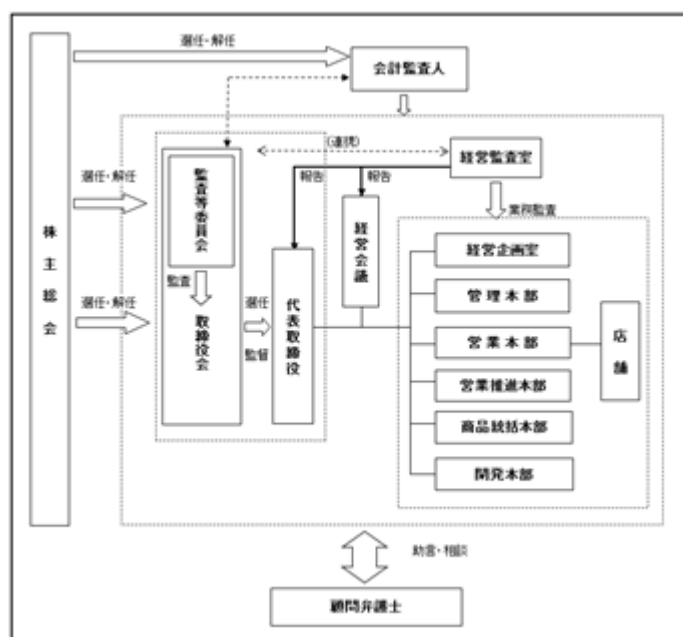 選任・解任
会計監査人
(連携)
経営監査室
選任・解任
監査等委員会
報告
報告
業務監査
株主総会
経営会議
経営企画室
監査
管理本部
選任・解任
取締役会
選任
監督
代表取締役
営業本部
店舗
営業推進本部
商品統括本部
開発本部
助言・相談
顧問弁護士